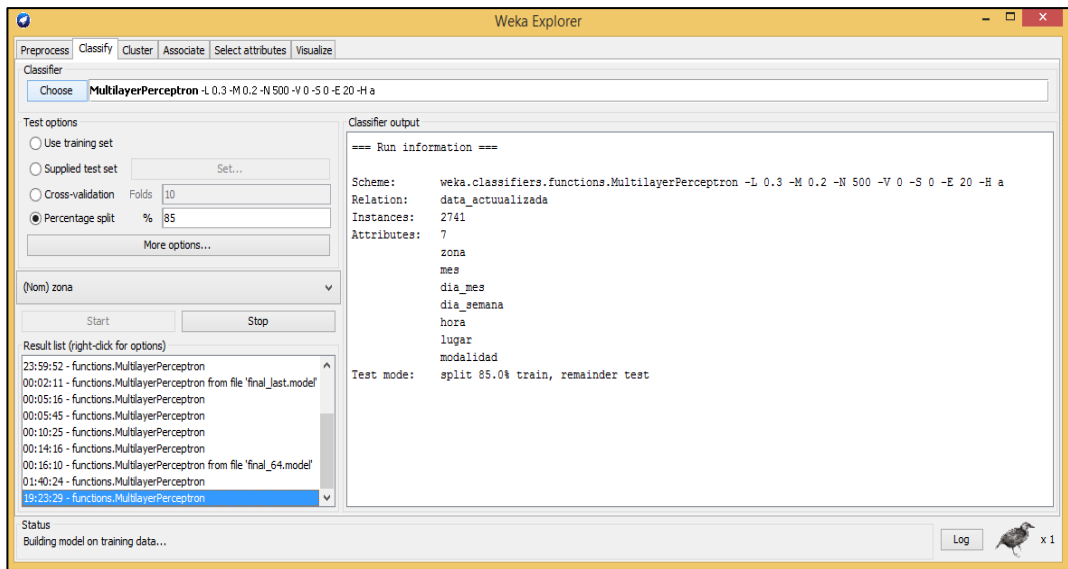 Weka Explorer
Preprocess Classify Cluster Associate Select attributes Visualize
Classifier
Choose MultilayerPerceptron -L 0.3 -M 0.2 -N 500 -V 0 -S 0 -E 20 -H a
Test options
Use training set
Supplied test set Set...
Cross-validation Folds 10
Percentage split % 85
More options...
(Nom) zona
Start Stop
Result list (right-click for options)
23:59:52 - functions.MultilayerPerceptron
00:02:11 - functions.MultilayerPerceptron from file 'final_last.model'
00:05:16 - functions.MultilayerPerceptron
00:05:45 - functions.MultilayerPerceptron
00:10:25 - functions.MultilayerPerceptron
00:14:16 - functions.MultilayerPerceptron
00:16:10 - functions.MultilayerPerceptron from file 'final_64.model'
01:40:24 - functions.MultilayerPerceptron
19:23:29 - functions.MultilayerPerceptron
Classifier output
=== Run information ===
Scheme: weka.classifiers.functions.MultilayerPerceptron -L 0.3 -M 0.2 -N 500 -V 0 -S 0 -E 20 -H a
Relation: data_actuualizada
Instances: 2741
Attributes: 7
zona
mes
dia_mes
dia_semana
hora
lugar
modalidad
Test mode: split 85.0% train, remainder test
Status
Building model on training data...
Log x 1